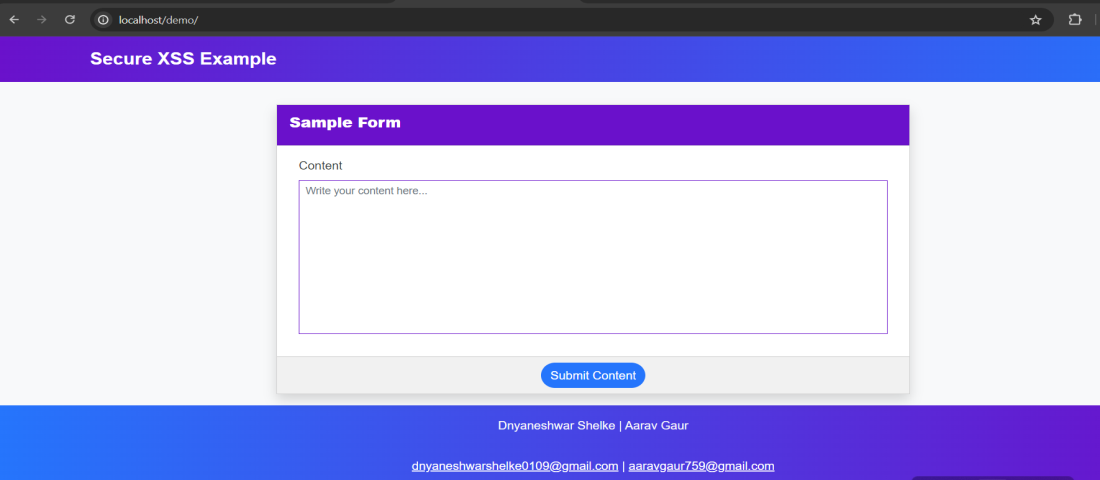 localhost/demo/
Secure XSS Example
Sample Form
Content
Write your content here...
Submit Content
Dnyaneshwar Shelke | Aarav Gaur
dnyaneshwarshelke0109@gmail.com | aaravgaur759@gmail.com